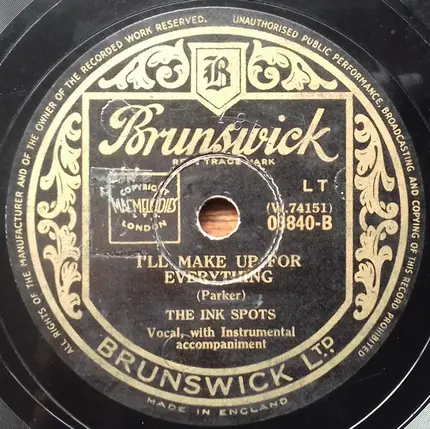 ALL RIGHTS OF THE MANUFACTURER AND OF THE OWNER OF THE RECORDED WORK RESERVED. UNAUTHORISED PUBLIC PERFORMANCE, BROADCASTING AND COPYING OF THIS RECORD PROHIBITED
B
Brunswick
TRADE MARK
COPYRIGHT
MACMELODIES
LONDON
LT
(W.74151)
03840-B
I'LL MAKE UP FOR
EVERYTHING
(Parker)
THE INK SPOTS
Vocal, with Instrumental
accompaniment
BRUNSWICK LTD.
MADE IN ENGLAND